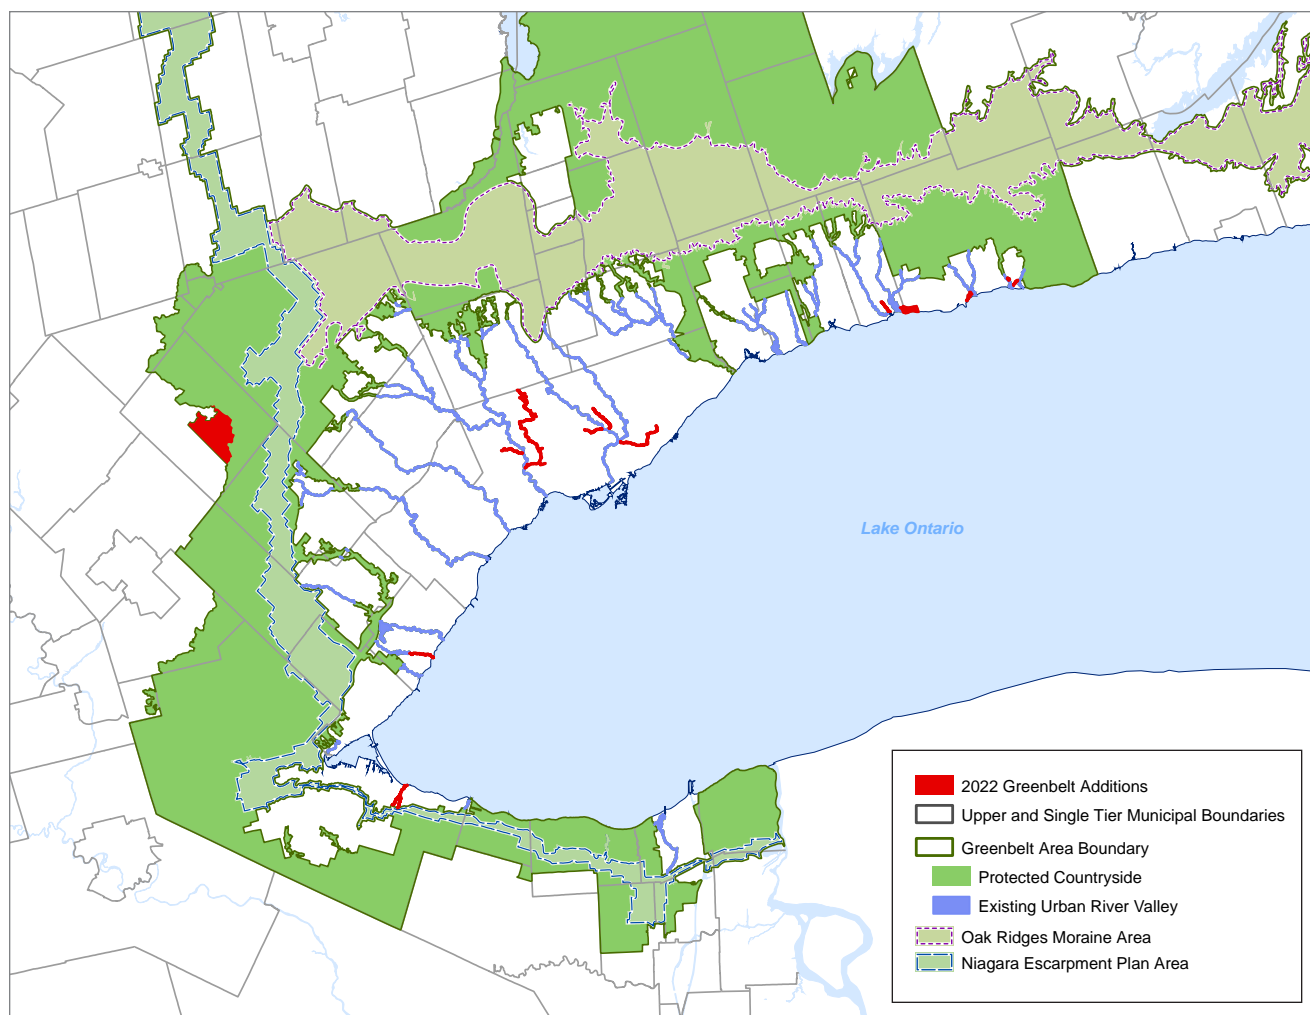 Lake Ontario
2022 Greenbelt Additions
Upper and Single Tier Municipal Boundaries
Greenbelt Area Boundary
Protected Countryside
Existing Urban River Valley
Oak Ridges Moraine Area
Niagara Escarpment Plan Area